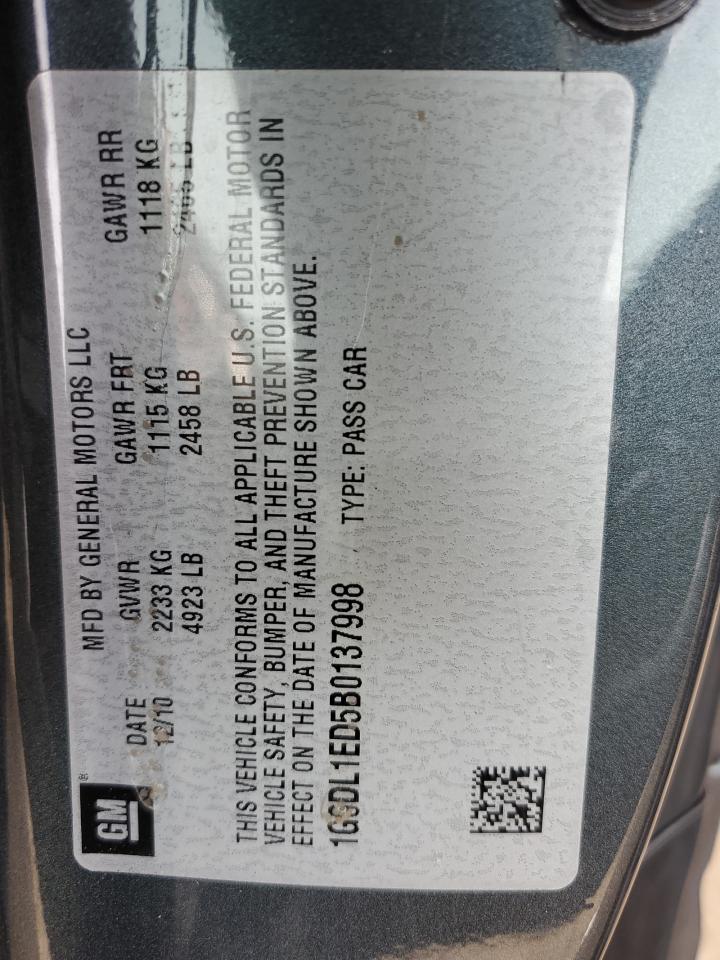 GM ®
MFD BY GENERAL MOTORS LLC
DATE GVWR GAWR FRT GAWR RR
12/10 2233 KG 1115 KG 1118 KG
4923 LB 2458 LB 2465 LB
THIS VEHICLE CONFORMS TO ALL APPLICABLE U.S. FEDERAL MOTOR
VEHICLE SAFETY, BUMPER, AND THEFT PREVENTION STANDARDS IN
EFFECT ON THE DATE OF MANUFACTURE SHOWN ABOVE.
1G6DL1ED5B0137998 TYPE: PASS CAR